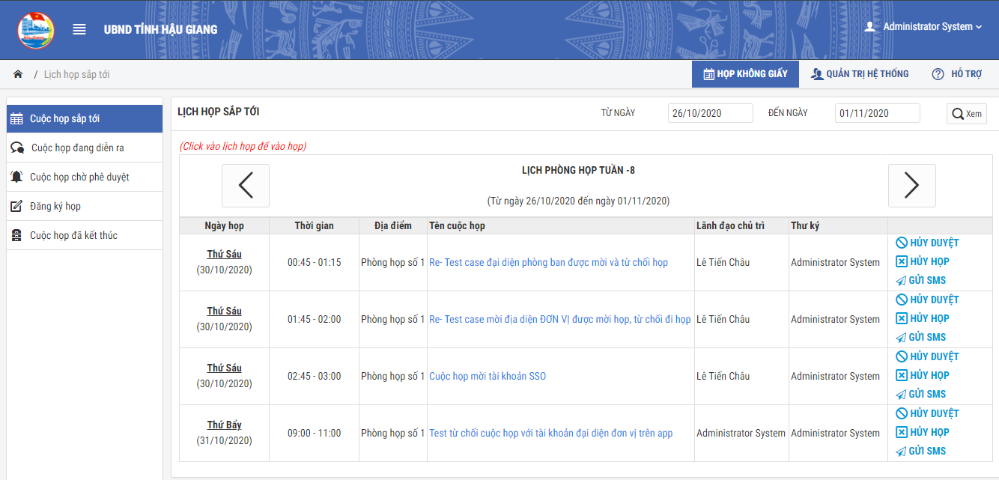 UBND TỈNH HẬU GIANG
Administrator System
/ Lịch họp sắp tới
HỌP KHÔNG GIẤY
QUẢN TRỊ HỆ THỐNG
HỖ TRỢ
Cuộc họp sắp tới
Cuộc họp đang diễn ra
Cuộc họp chờ phê duyệt
Đăng ký họp
Cuộc họp đã kết thúc
LỊCH HỌP SẮP TỚI
TỪ NGÀY 26/10/2020 ĐẾN NGÀY 01/11/2020 Xem
(Click vào lịch họp để vào họp)
LỊCH PHÒNG HỌP TUẦN -8
(Từ ngày 26/10/2020 đến ngày 01/11/2020)
Ngày họp Thời gian Địa điểm Tên cuộc họp Lãnh đạo chủ trì Thư ký
Thứ Sáu
(30/10/2020)
00:45 - 01:15 Phòng họp số 1 Re- Test case đại diện phòng ban được mời và từ chối họp Lê Tiến Châu Administrator System
HỦY DUYỆT
HỦY HỌP
GỬI SMS
Thứ Sáu
(30/10/2020)
01:45 - 02:00 Phòng họp số 1 Re- Test case mời địa diện ĐƠN VỊ được mời họp, từ chối đi họp Lê Tiến Châu Administrator System
HỦY DUYỆT
HỦY HỌP
GỬI SMS
Thứ Sáu
(30/10/2020)
02:45 - 03:00 Phòng họp số 1 Cuộc họp mời tài khoản SSO Lê Tiến Châu Administrator System
HỦY DUYỆT
HỦY HỌP
GỬI SMS
Thứ Bẩy
(31/10/2020)
09:00 - 11:00 Phòng họp số 1 Test từ chối cuộc họp với tài khoản đại diện đơn vị trên app Administrator System Administrator System
HỦY DUYỆT
HỦY HỌP
GỬI SMS